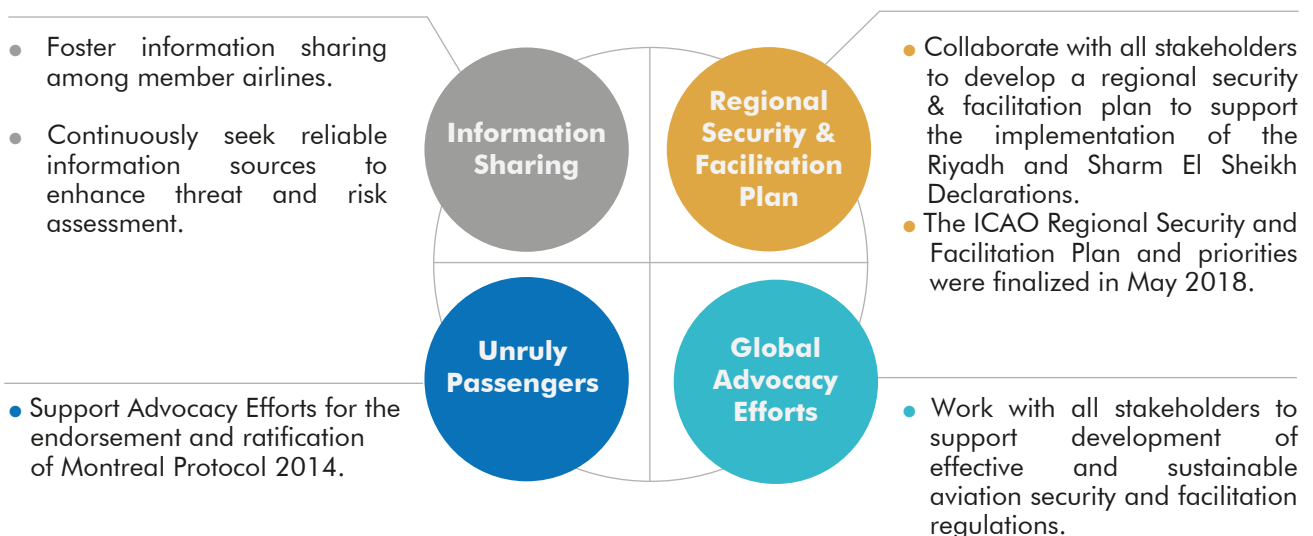 Foster information sharing
among member airlines.
Continuously seek reliable
information sources to
enhance threat and risk
assessment.
Information
Sharing
Regional
Security &
Facilitation
Plan
Collaborate with all stakeholders
to develop a regional security
& facilitation plan to support
the implementation of the
Riyadh and Sharm El Sheikh
Declarations.
The ICAO Regional Security and
Facilitation Plan and priorities
were finalized in May 2018.
Unruly
Passengers
Support Advocacy Efforts for the
endorsement and ratification
of Montreal Protocol 2014.
Global
Advocacy
Efforts
Work with all stakeholders to
support development of
effective and sustainable
aviation security and facilitation
regulations.